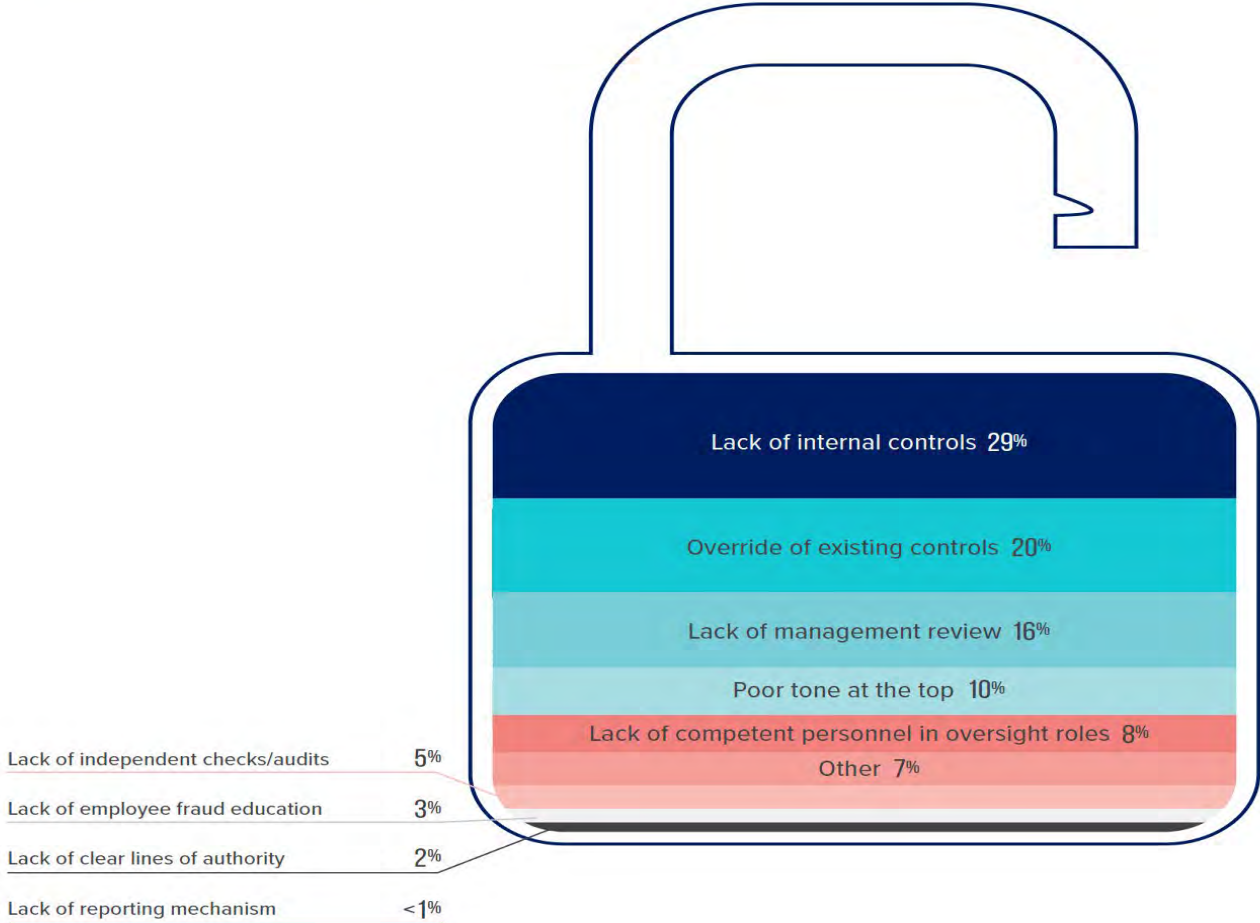 Lack of internal controls 29%
Override of existing controls 20%
Lack of management review 16%
Poor tone at the top 10%
Lack of competent personnel in oversight roles 8%
Other 7%
Lack of independent checks/audits 5%
Lack of employee fraud education 3%
Lack of clear lines of authority 2%
Lack of reporting mechanism <1%